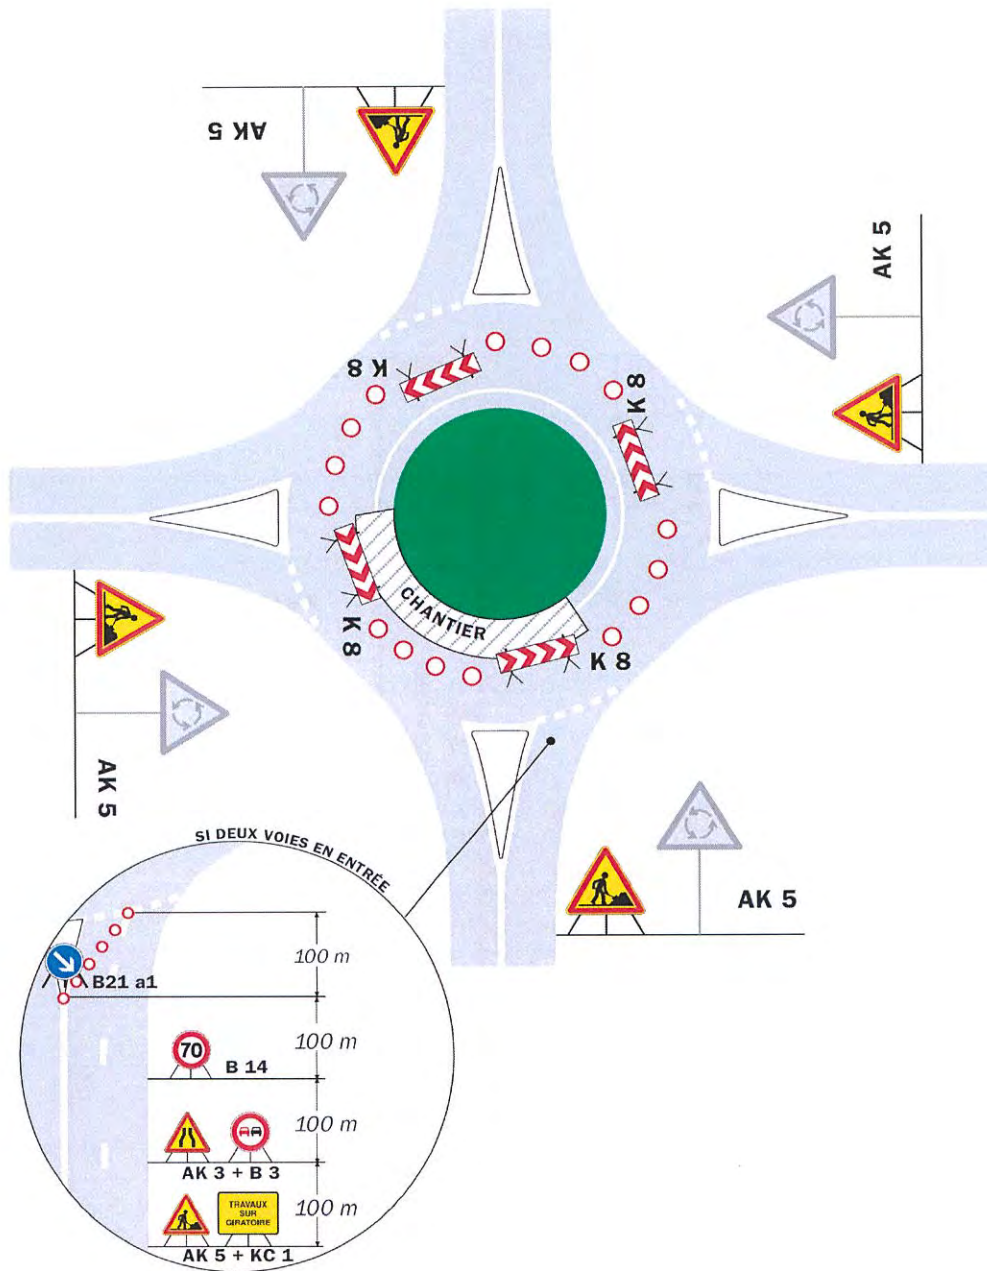 AK 5
AK 5
K 8
K 8
CHANTIER
K 8
K 8
AK 5
AK 5
SI DEUX VOIES EN ENTRÉE
100 m
B21 a1
70
B 14
100 m
AK 3 + B 3
100 m
TRAVAUX
SUR
GIRATOIRE
100 m
AK 5 + KC 1